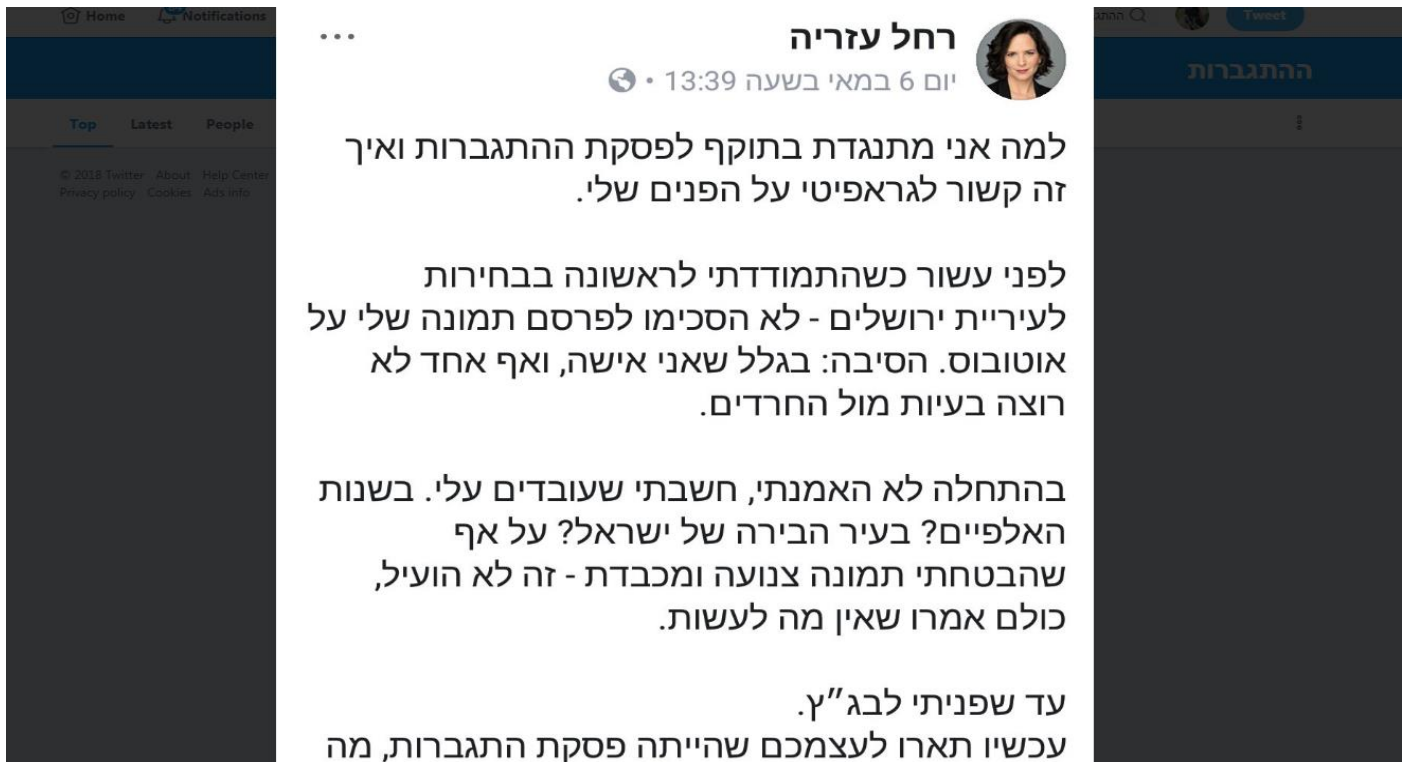 Home
Notifications
Tweet
ההתגברות
Top
Latest
People
© 2018 Twitter About Help Center
Privacy policy Cookies Ads info
רחל עזריה
יום 6 במאי בשעה 13:39
למה אני מתנגדת בתוקף לפסקת ההתגברות ואיך
זה קשור לגראפיטי על הפנים שלי.
לפני עשור כשהתמודדתי לראשונה בבחירות
לעיריית ירושלים - לא הסכימו לפרסם תמונה שלי על
אוטובוס. הסיבה: בגלל שאני אישה, ואף אחד לא
רוצה בעיות מול החרדים.
בהתחלה לא האמנתי, חשבתי שעובדים עלי. בשנות
האלפיים? בעיר הבירה של ישראל? על אף
שהבטחתי תמונה צנועה ומכבדת - זה לא הועיל,
כולם אמרו שאין מה לעשות.
עד שפניתי לבג״ץ.
עכשיו תארו לעצמכם שהייתה פסקת התגברות, מה